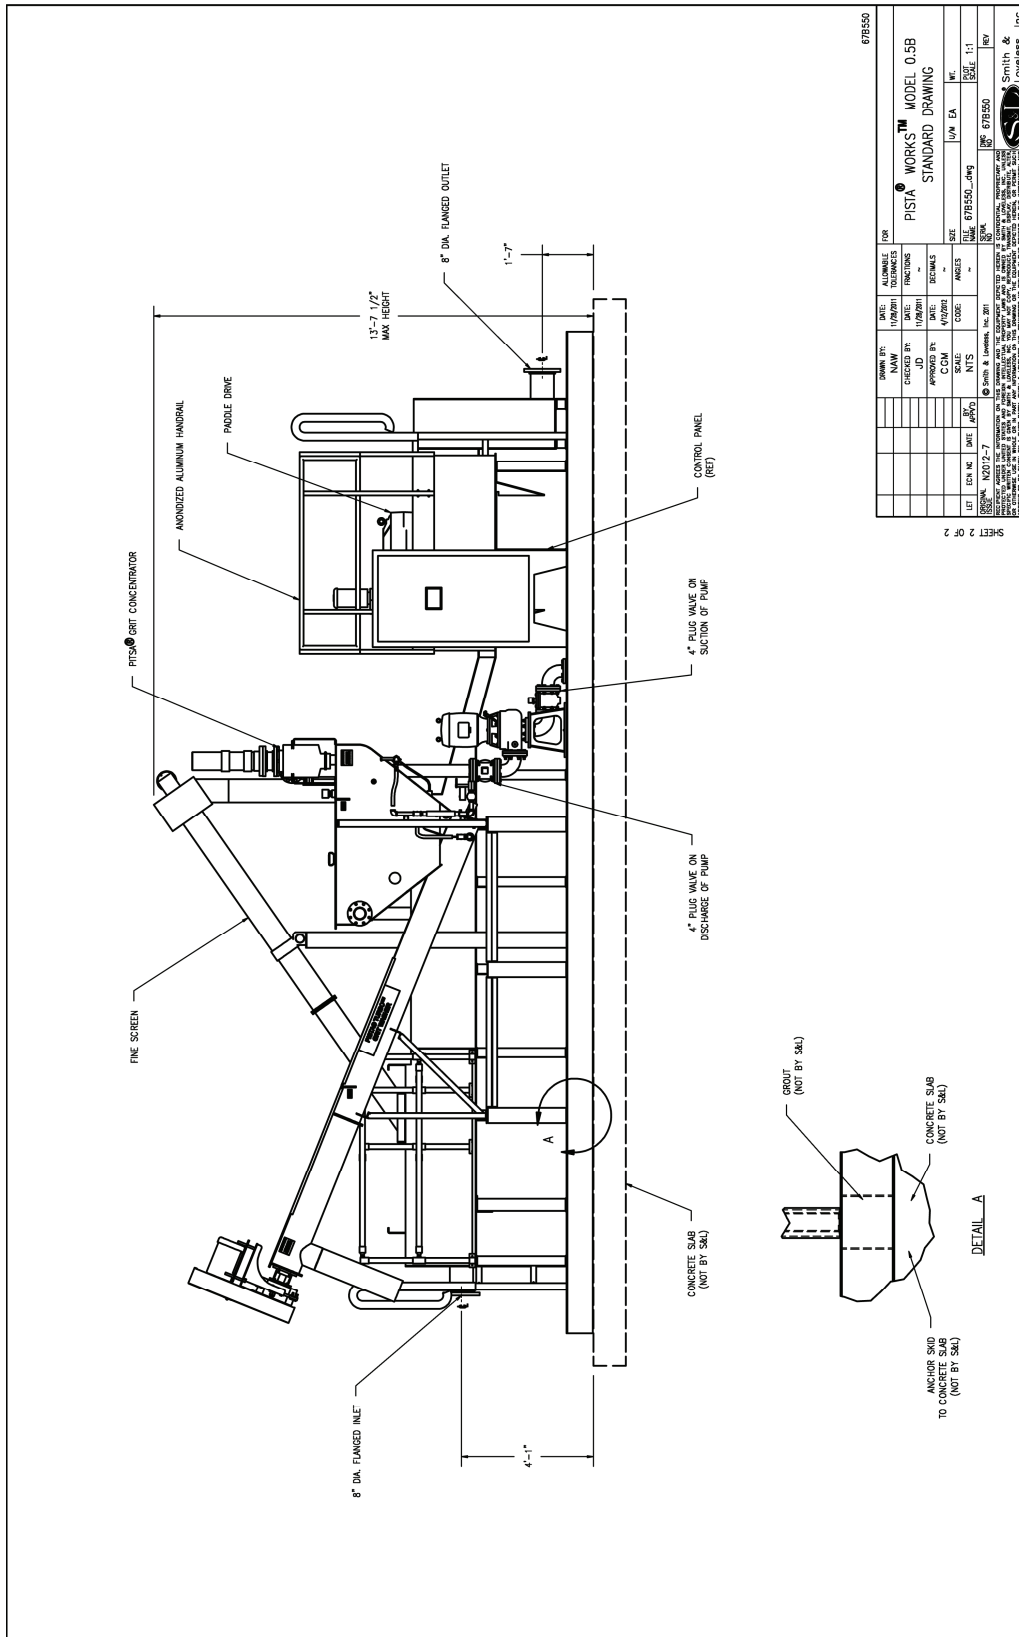 FINE SCREEN
PITSA® GRIT CONCENTRATOR
ANONDIZED ALUMINUM HANDRAIL
PADDLE DRIVE
13'-7 1/2"
MAX HEIGHT
8" DIA. FLANGED OUTLET
1'-7"
8" DIA. FLANGED INLET
4'-1"
A
CONCRETE SLAB
(NOT BY S&L)
4" PLUG VALVE ON
DISCHARGE OF PUMP
4" PLUG VALVE ON
SUCTION OF PUMP
CONTROL PANEL
(REF)
GROUT
(NOT BY S&L)
ANCHOR SKID
TO CONCRETE SLAB
(NOT BY S&L)
CONCRETE SLAB
(NOT BY S&L)
DETAIL A
67B550
SHEET 2 OF 2
LET ECN NO DATE BY APPV'D
ORIGINAL ISSUE N2012-7
DRAWN BY: NAW DATE: 11/28/2011
CHECKED BY: JD DATE: 11/28/2011
APPROVED BY: CGM DATE: 4/12/2012
SCALE: NTS CODE:
ALLOWABLE TOLERANCES
FRACTIONS ~
DECIMALS ~
ANGLES ~
FOR
PISTA® WORKS™ MODEL 0.5B
STANDARD DRAWING
SIZE U/M EA WT.
FILE NAME 67B550_.dwg PLOT SCALE 1:1
SERIAL NO DWG NO 67B550 REV
© Smith & Loveless, Inc. 2011
S&L® Smith &
Loveless, Inc.